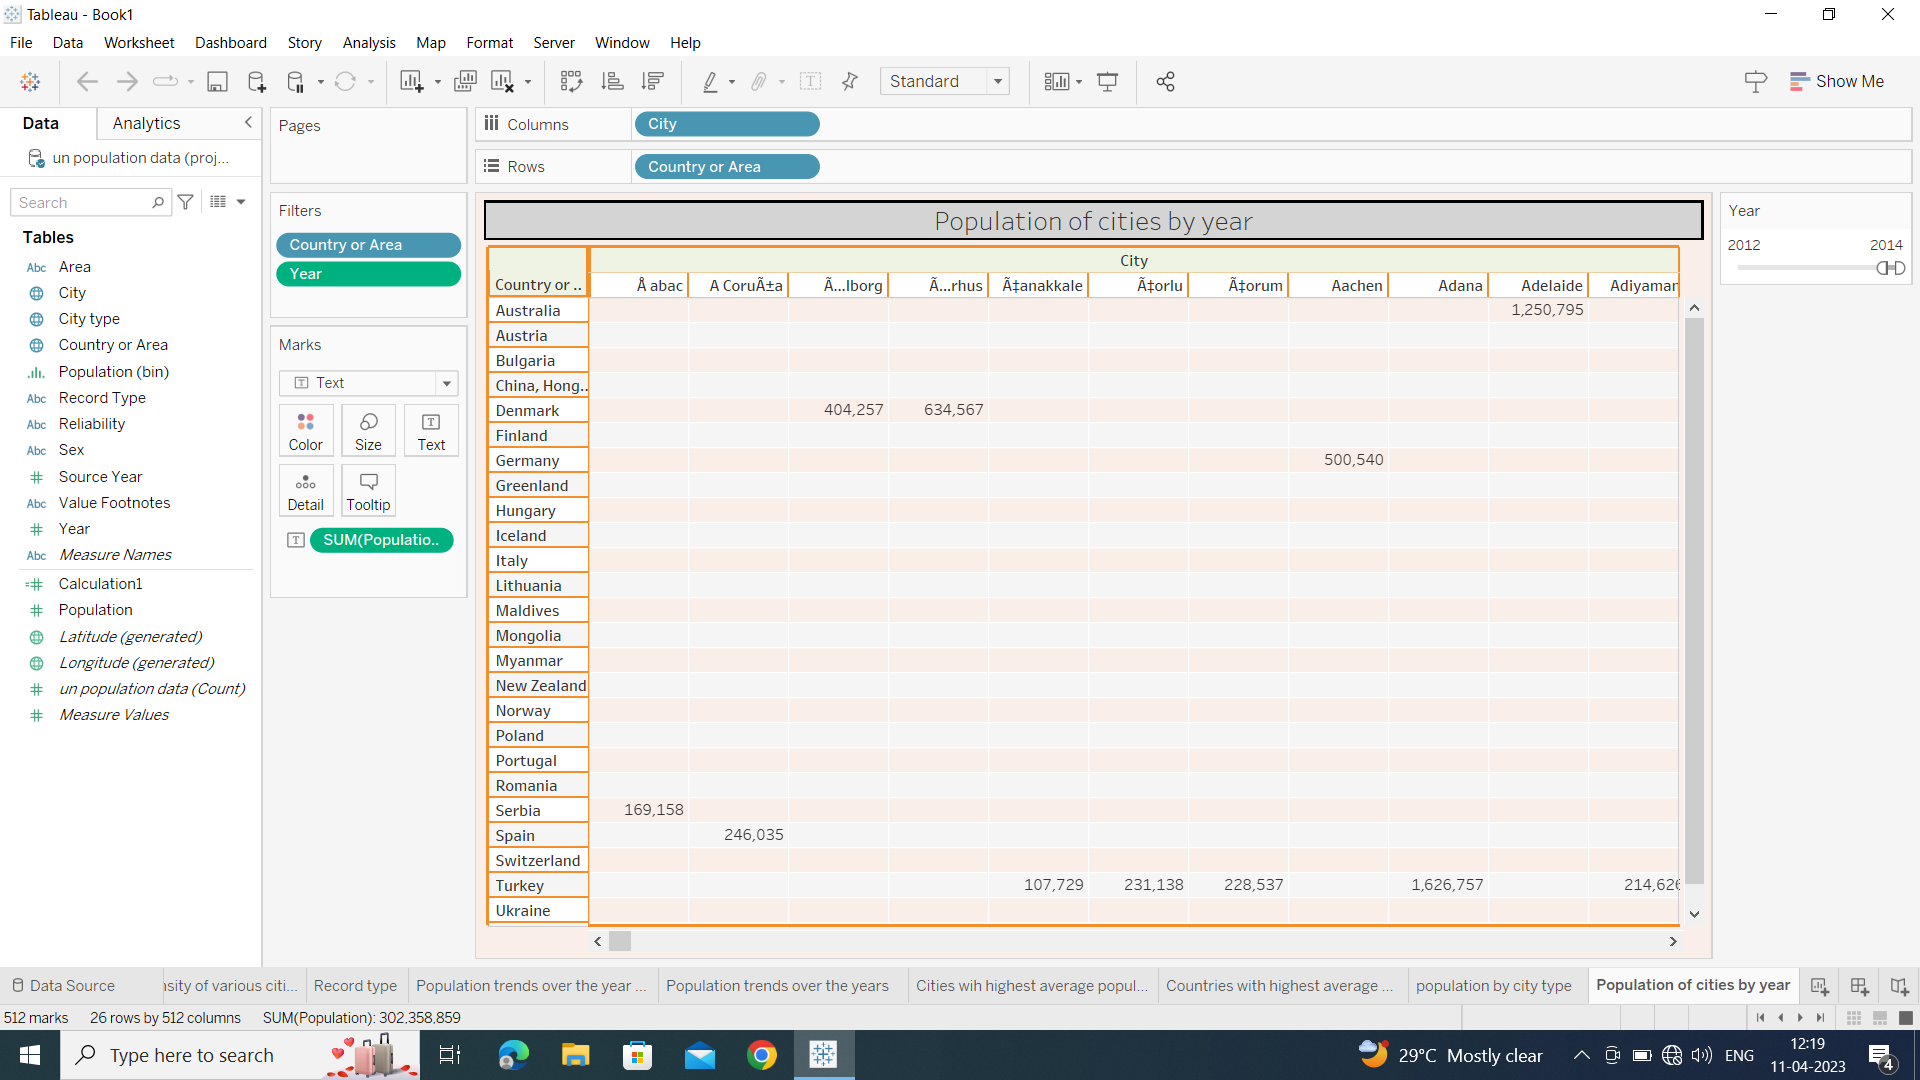 Tableau - Book1
File Data Worksheet Dashboard Story Analysis Map Format Server Window Help
Standard
Show Me
Data Analytics
un population data (proj...
Search
Tables
Abc Area
City
City type
Country or Area
Population (bin)
Abc Record Type
Abc Reliability
Abc Sex
# Source Year
Abc Value Footnotes
# Year
Abc Measure Names
=# Calculation1
# Population
Latitude (generated)
Longitude (generated)
# un population data (Count)
# Measure Values
Pages
Filters
Country or Area
Year
Marks
T Text
Color Size T Text
Detail Tooltip
T SUM(Populatio..
Columns City
Rows Country or Area
Population of cities by year
City
Country or .. Å abac A CoruÃ±a Ã...lborg Ã...rhus Ã‡anakkale Ã‡orlu Ã‡orum Aachen Adana Adelaide Adiyaman
Australia 1,250,795
Austria
Bulgaria
China, Hong..
Denmark 404,257 634,567
Finland
Germany 500,540
Greenland
Hungary
Iceland
Italy
Lithuania
Maldives
Mongolia
Myanmar
New Zealand
Norway
Poland
Portugal
Romania
Serbia 169,158
Spain 246,035
Switzerland
Turkey 107,729 231,138 228,537 1,626,757 214,626
Ukraine
Year
2012 2014
Data Source nsity of various citi... Record type Population trends over the year ... Population trends over the years Cities wih highest average popul... Countries with highest average ... population by city type Population of cities by year
512 marks 26 rows by 512 columns SUM(Population): 302,358,859
Type here to search
29°C Mostly clear
ENG
12:19
11-04-2023
4